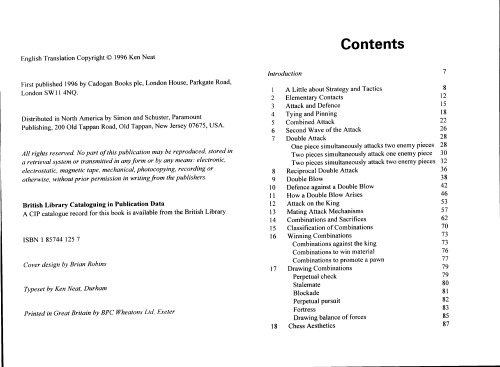 English Translation Copyright © 1996 Ken Neat
First published 1996 by Cadogan Books plc, London House, Parkgate Road,
London SW11 4NQ.
Distributed in North America by Simon and Schuster, Paramount
Publishing, 200 Old Tappan Road, Old Tappan, New Jersey 07675, USA.
All rights reserved. No part of this publication may be reproduced, stored in
a retrieval system or transmitted in any form or by any means: electronic,
electrostatic, magnetic tape, mechanical, photocopying, recording or
otherwise, without prior permission in writing from the publishers.
British Library Cataloguing in Publication Data
A CIP catalogue record for this book is available from the British Library
ISBN 1 85744 125 7
Cover design by Brian Robins
Typeset by Ken Neat, Durham
Printed in Great Britain by BPC Wheatons Ltd, Exeter
Contents
Introduction 7
1 A Little about Strategy and Tactics 8
2 Elementary Contacts 12
3 Attack and Defence 15
4 Tying and Pinning 18
5 Combined Attack 22
6 Second Wave of the Attack 26
7 Double Attack 28
One piece simultaneously attacks two enemy pieces 28
Two pieces simultaneously attack one enemy piece 30
Two pieces simultaneously attack two enemy pieces 32
8 Reciprocal Double Attack 36
9 Double Blow 38
10 Defence against a Double Blow 42
11 How a Double Blow Arises 46
12 Attack on the King 53
13 Mating Attack Mechanisms 57
14 Combinations and Sacrifices 62
15 Classification of Combinations 70
16 Winning Combinations 73
Combinations against the king 73
Combinations to win material 76
Combinations to promote a pawn 77
17 Drawing Combinations 79
Perpetual check 79
Stalemate 80
Blockade 81
Perpetual pursuit 82
Fortress 83
Drawing balance of forces 85
18 Chess Aesthetics 87